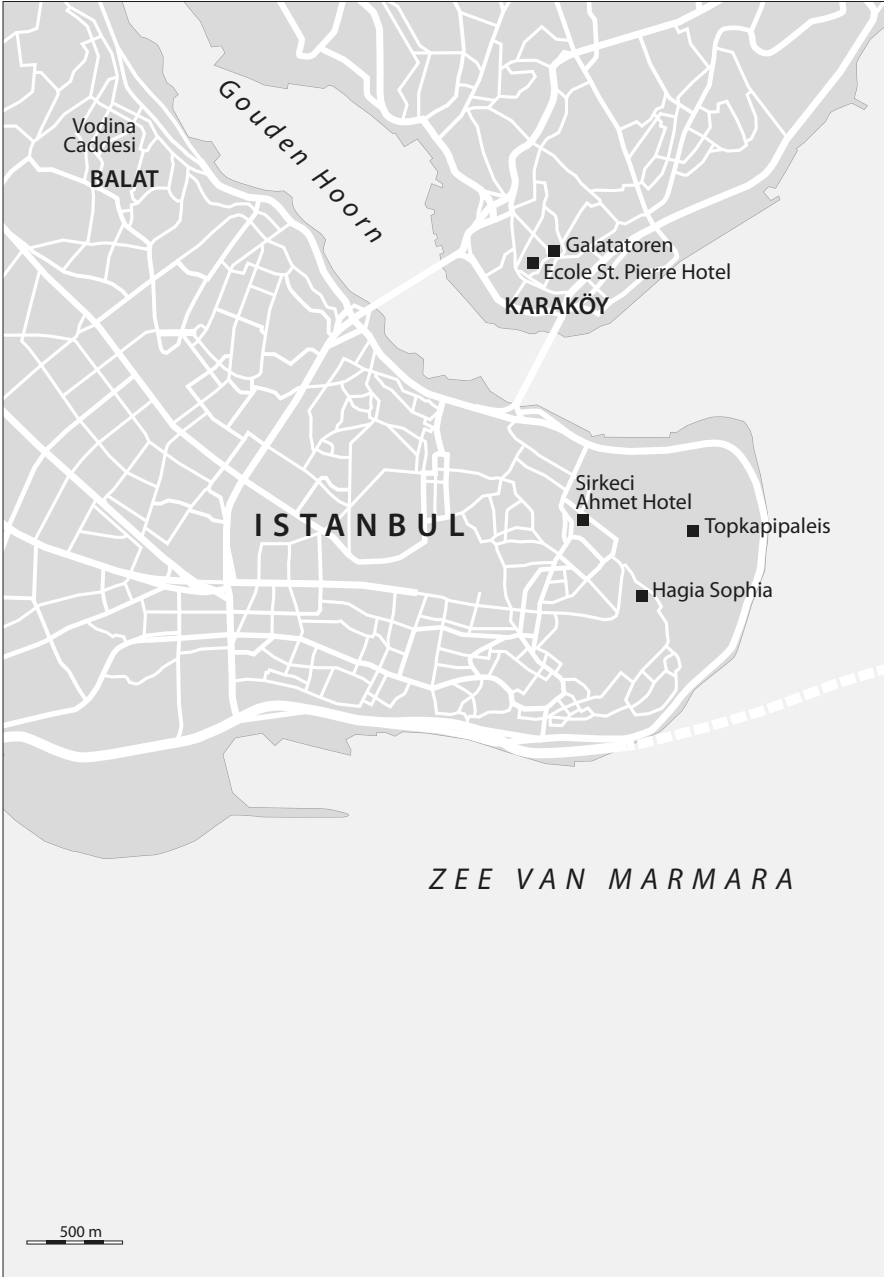 Gouden Hoorn
Vodina
Caddesi
BALAT
Galatatoren
Ecole St. Pierre Hotel
KARAKÖY
Sirkeci
Ahmet Hotel
ISTANBUL
Topkapipaleis
Hagia Sophia
ZEE VAN MARMARA
500 m